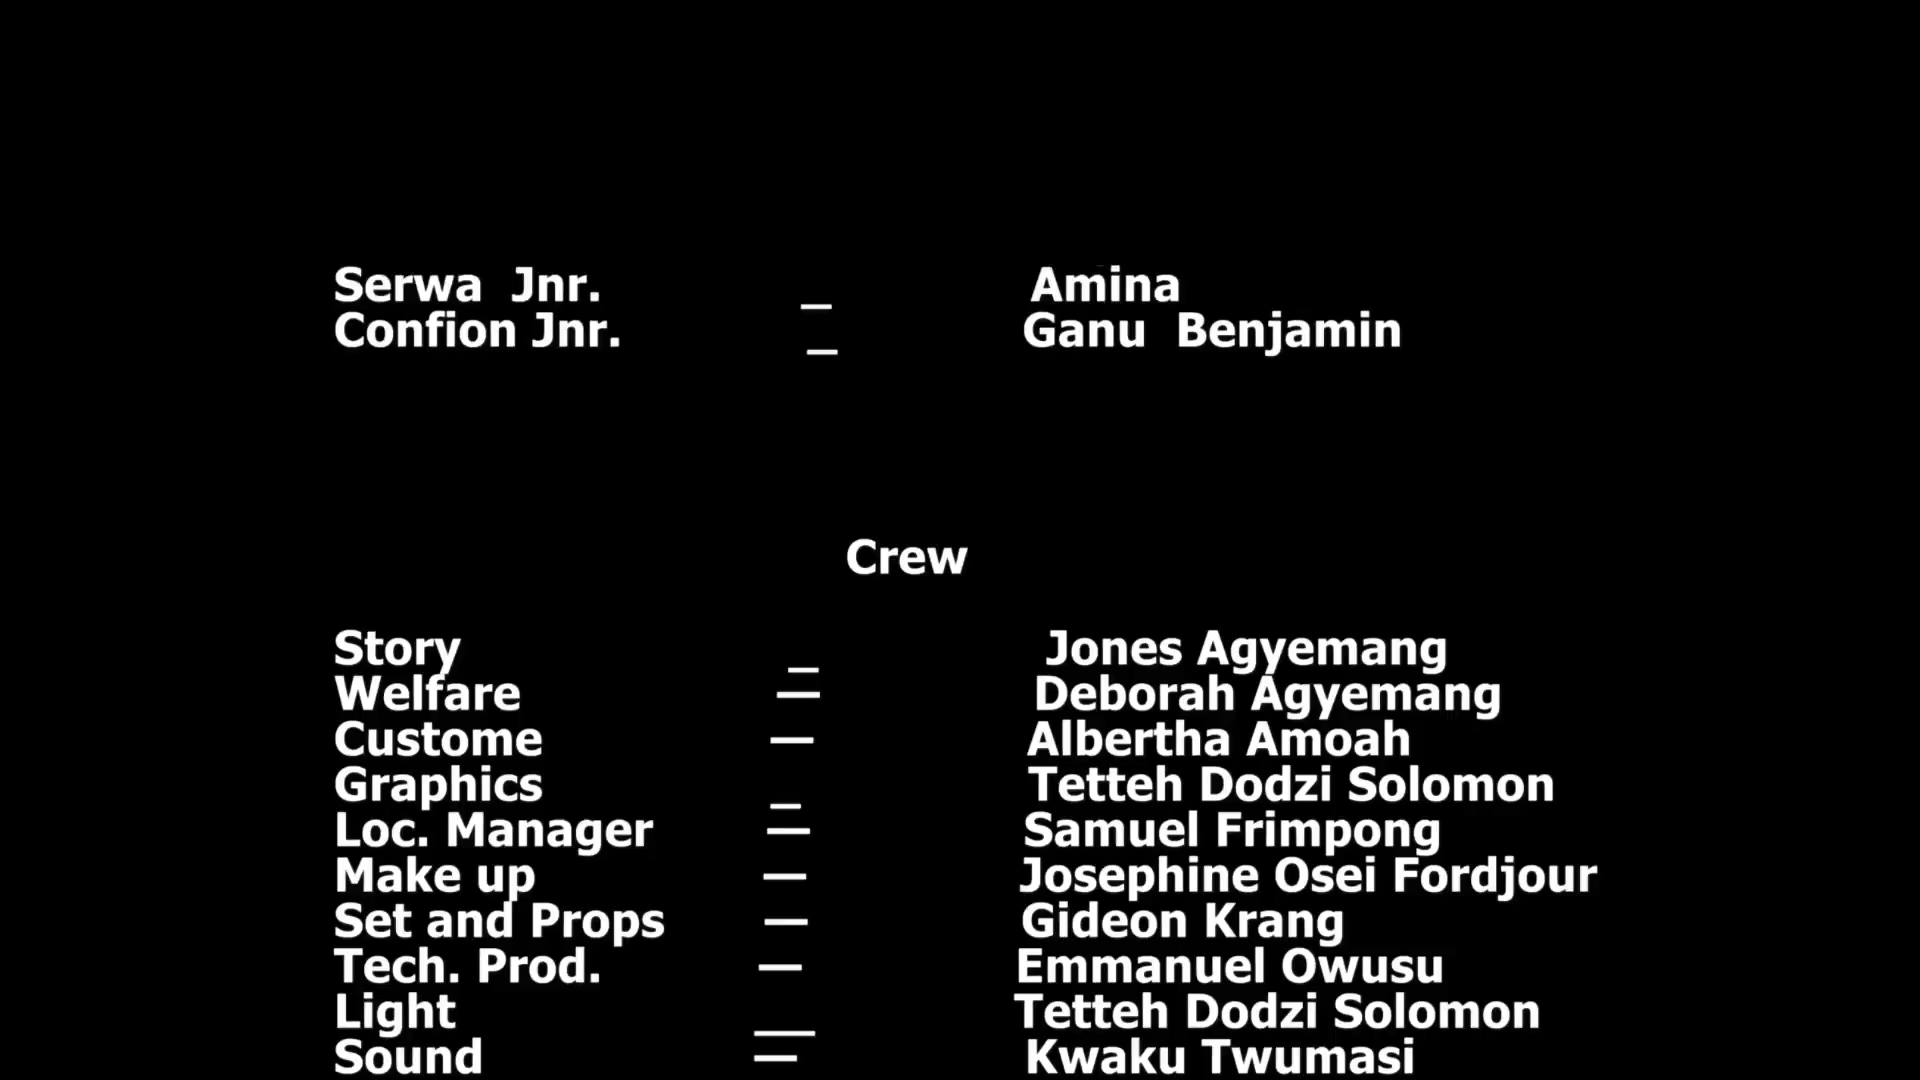 Serwa Jnr. _ Amina
Confion Jnr. _ Ganu Benjamin
Crew
Story _ Jones Agyemang
Welfare – Deborah Agyemang
Custome – Albertha Amoah
Graphics _ Tetteh Dodzi Solomon
Loc. Manager – Samuel Frimpong
Make up – Josephine Osei Fordjour
Set and Props – Gideon Krang
Tech. Prod. – Emmanuel Owusu
Light __ Tetteh Dodzi Solomon
Sound – Kwaku Twumasi